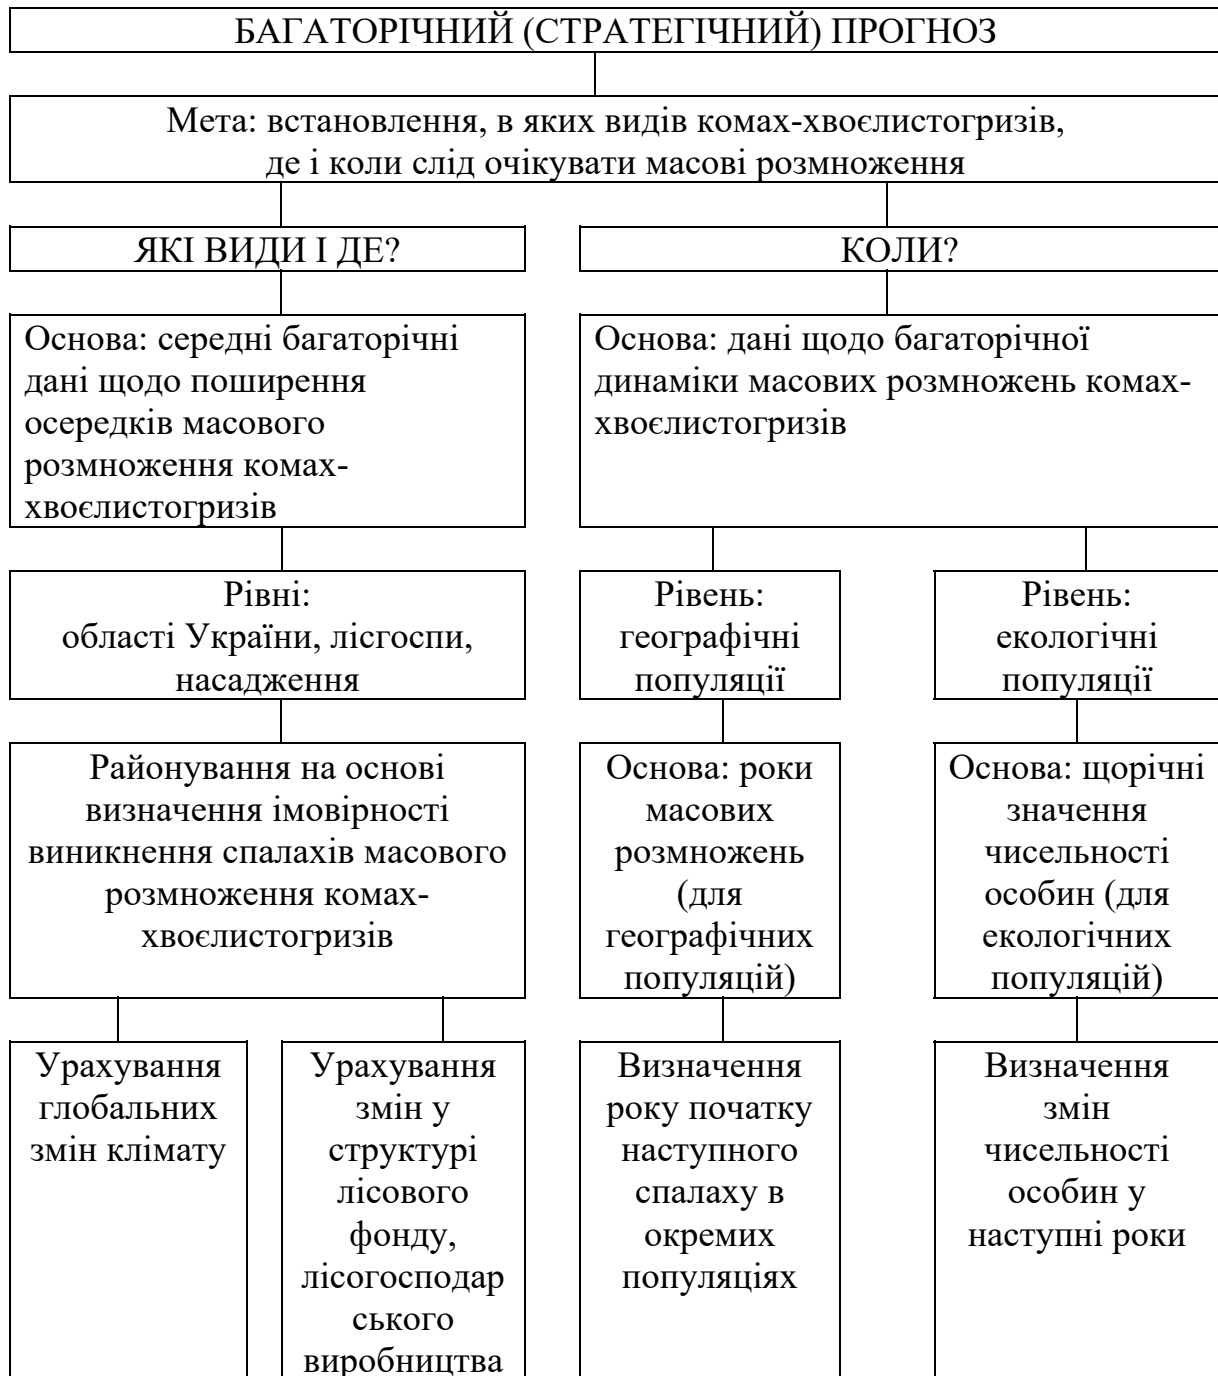 БАГАТОРІЧНИЙ (СТРАТЕГІЧНИЙ) ПРОГНОЗ
Мета: встановлення, в яких видів комах-хвоєлистогризів,
де і коли слід очікувати масові розмноження
ЯКІ ВИДИ І ДЕ?
КОЛИ?
Основа: середні багаторічні
дані щодо поширення
осередків масового
розмноження комах-
хвоєлистогризів
Основа: дані щодо багаторічної
динаміки масових розмножень комах-
хвоєлистогризів
Рівні:
області України, лісгоспи,
насадження
Рівень:
географічні
популяції
Рівень:
екологічні
популяції
Районування на основі
визначення імовірності
виникнення спалахів масового
розмноження комах-
хвоєлистогризів
Основа: роки
масових
розмножень
(для
географічних
популяцій)
Основа: щорічні
значення
чисельності
особин (для
екологічних
популяцій)
Урахування
глобальних
змін клімату
Урахування
змін у
структурі
лісового
фонду,
лісогосподар
ського
виробництва
Визначення
року початку
наступного
спалаху в
окремих
популяціях
Визначення
змін
чисельності
особин у
наступні роки